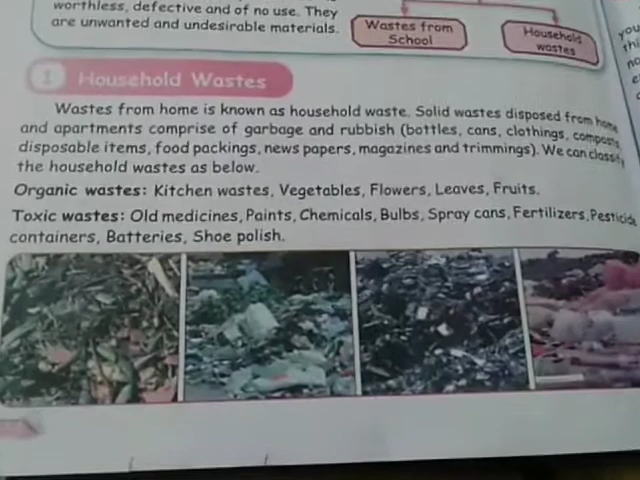 worthless, defective and of no use. They
are unwanted and undesirable materials.
Wastes from
School
Household
wastes
1 Household Wastes
Wastes from home is known as household waste. Solid wastes disposed from home
and apartments comprise of garbage and rubbish (bottles, cans, clothings, compost,
disposable items, food packings, news papers, magazines and trimmings). We can classify
the household wastes as below.
Organic wastes: Kitchen wastes, Vegetables, Flowers, Leaves, Fruits.
Toxic wastes: Old medicines, Paints, Chemicals, Bulbs, Spray cans, Fertilizers, Pesticide
containers, Batteries, Shoe polish.